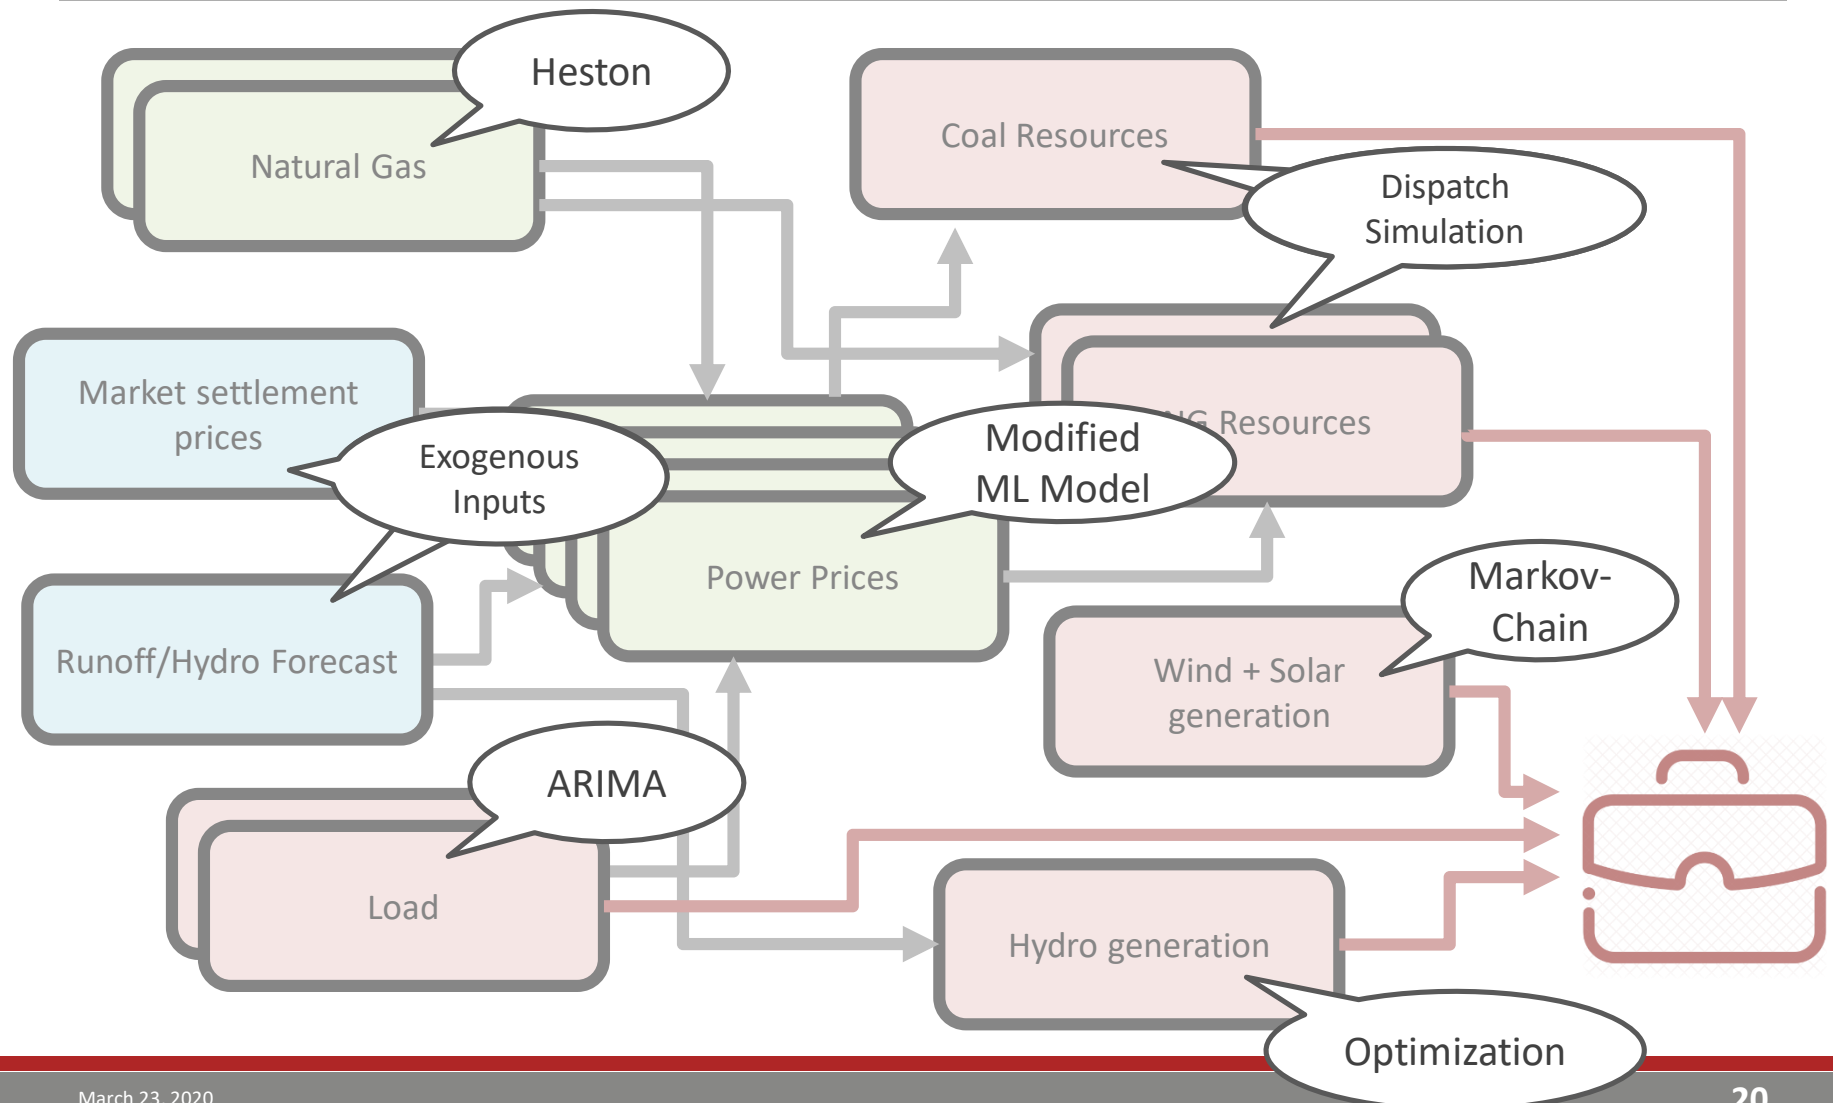 Heston
Natural Gas
Coal Resources
Dispatch
Simulation
Market settlement
prices
Exogenous
Inputs
Modified
ML Model
NG Resources
Power Prices
Markov-
Chain
Runoff/Hydro Forecast
Wind + Solar
generation
ARIMA
Load
Hydro generation
Optimization
March 23, 2020
20